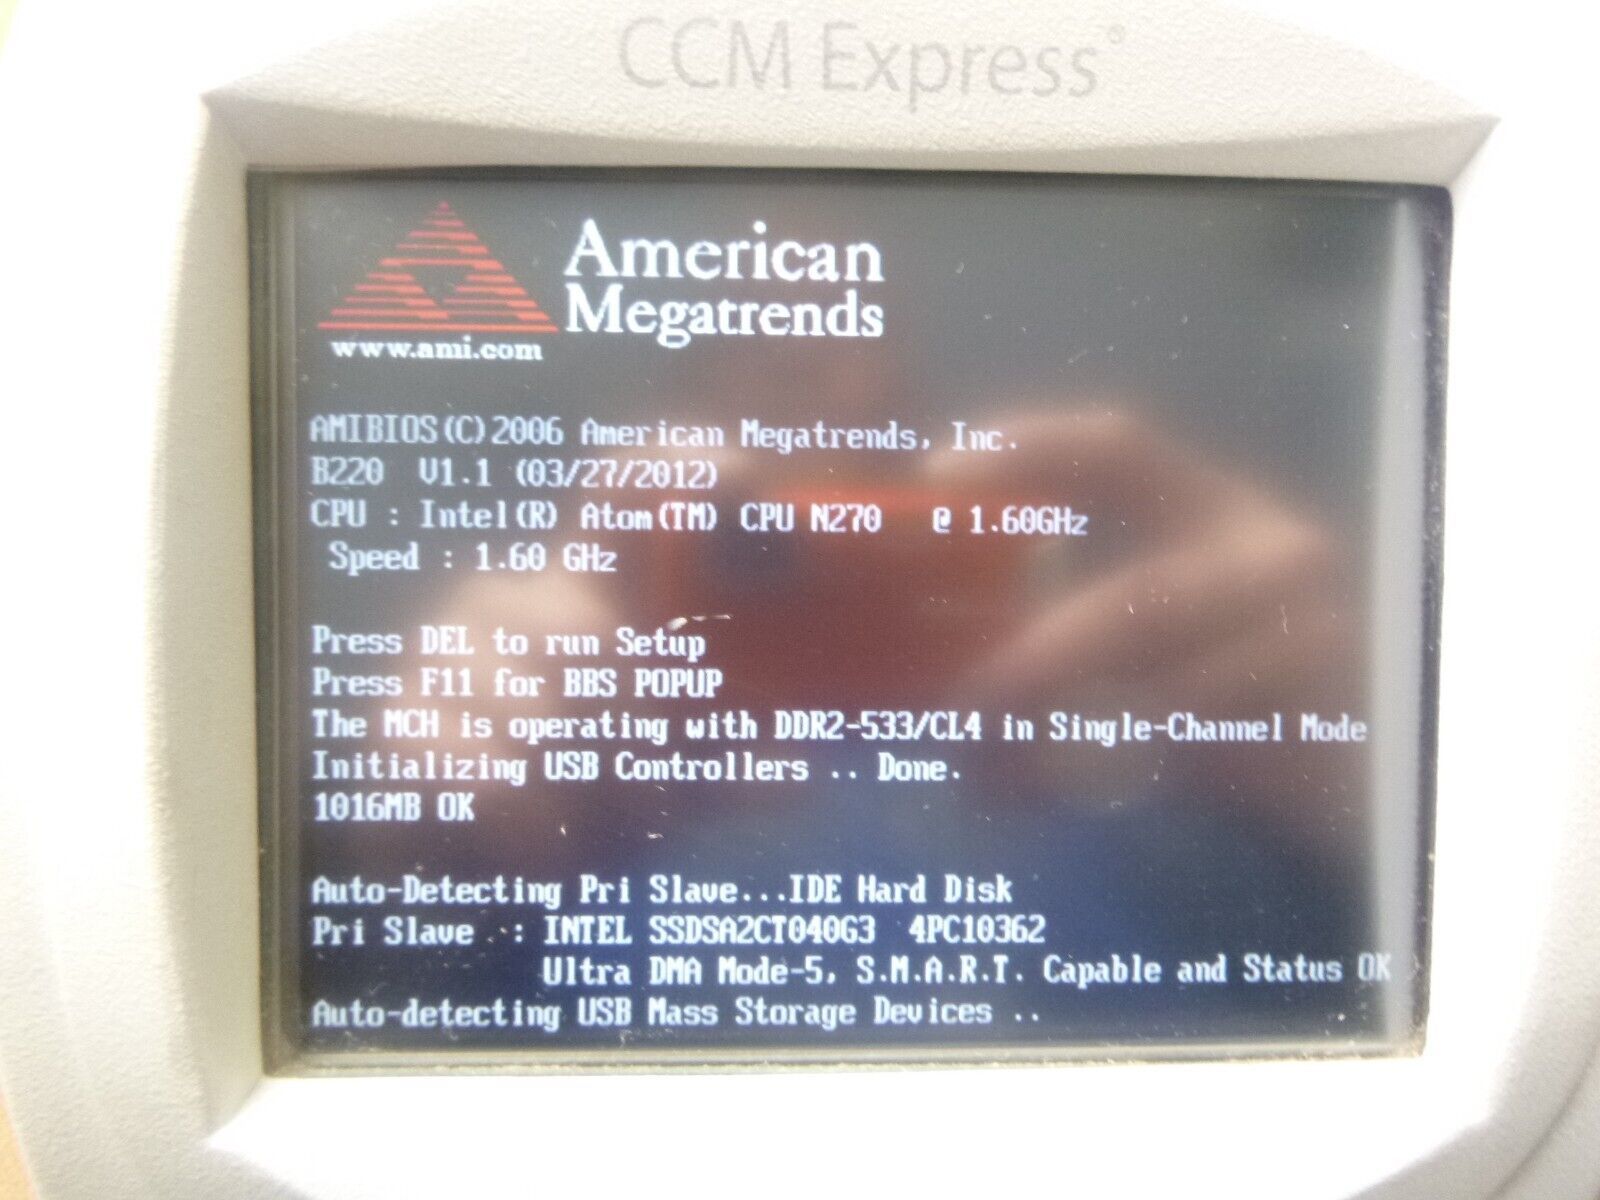 CCM Express®
American
Megatrends
www.ami.com
AMIBIOS(C)2006 American Megatrends, Inc.
B220 V1.1 (03/27/2012)
CPU : Intel(R) Atom(TM) CPU N270 @ 1.60GHz
Speed : 1.60 GHz
Press DEL to run Setup
Press F11 for BBS POPUP
The MCH is operating with DDR2-533/CL4 in Single-Channel Mode
Initializing USB Controllers .. Done.
1016MB OK
Auto-Detecting Pri Slave...IDE Hard Disk
Pri Slave : INTEL SSDSA2CT040G3 4PC10362
Ultra DMA Mode-5, S.M.A.R.T. Capable and Status OK
Auto-detecting USB Mass Storage Devices ..